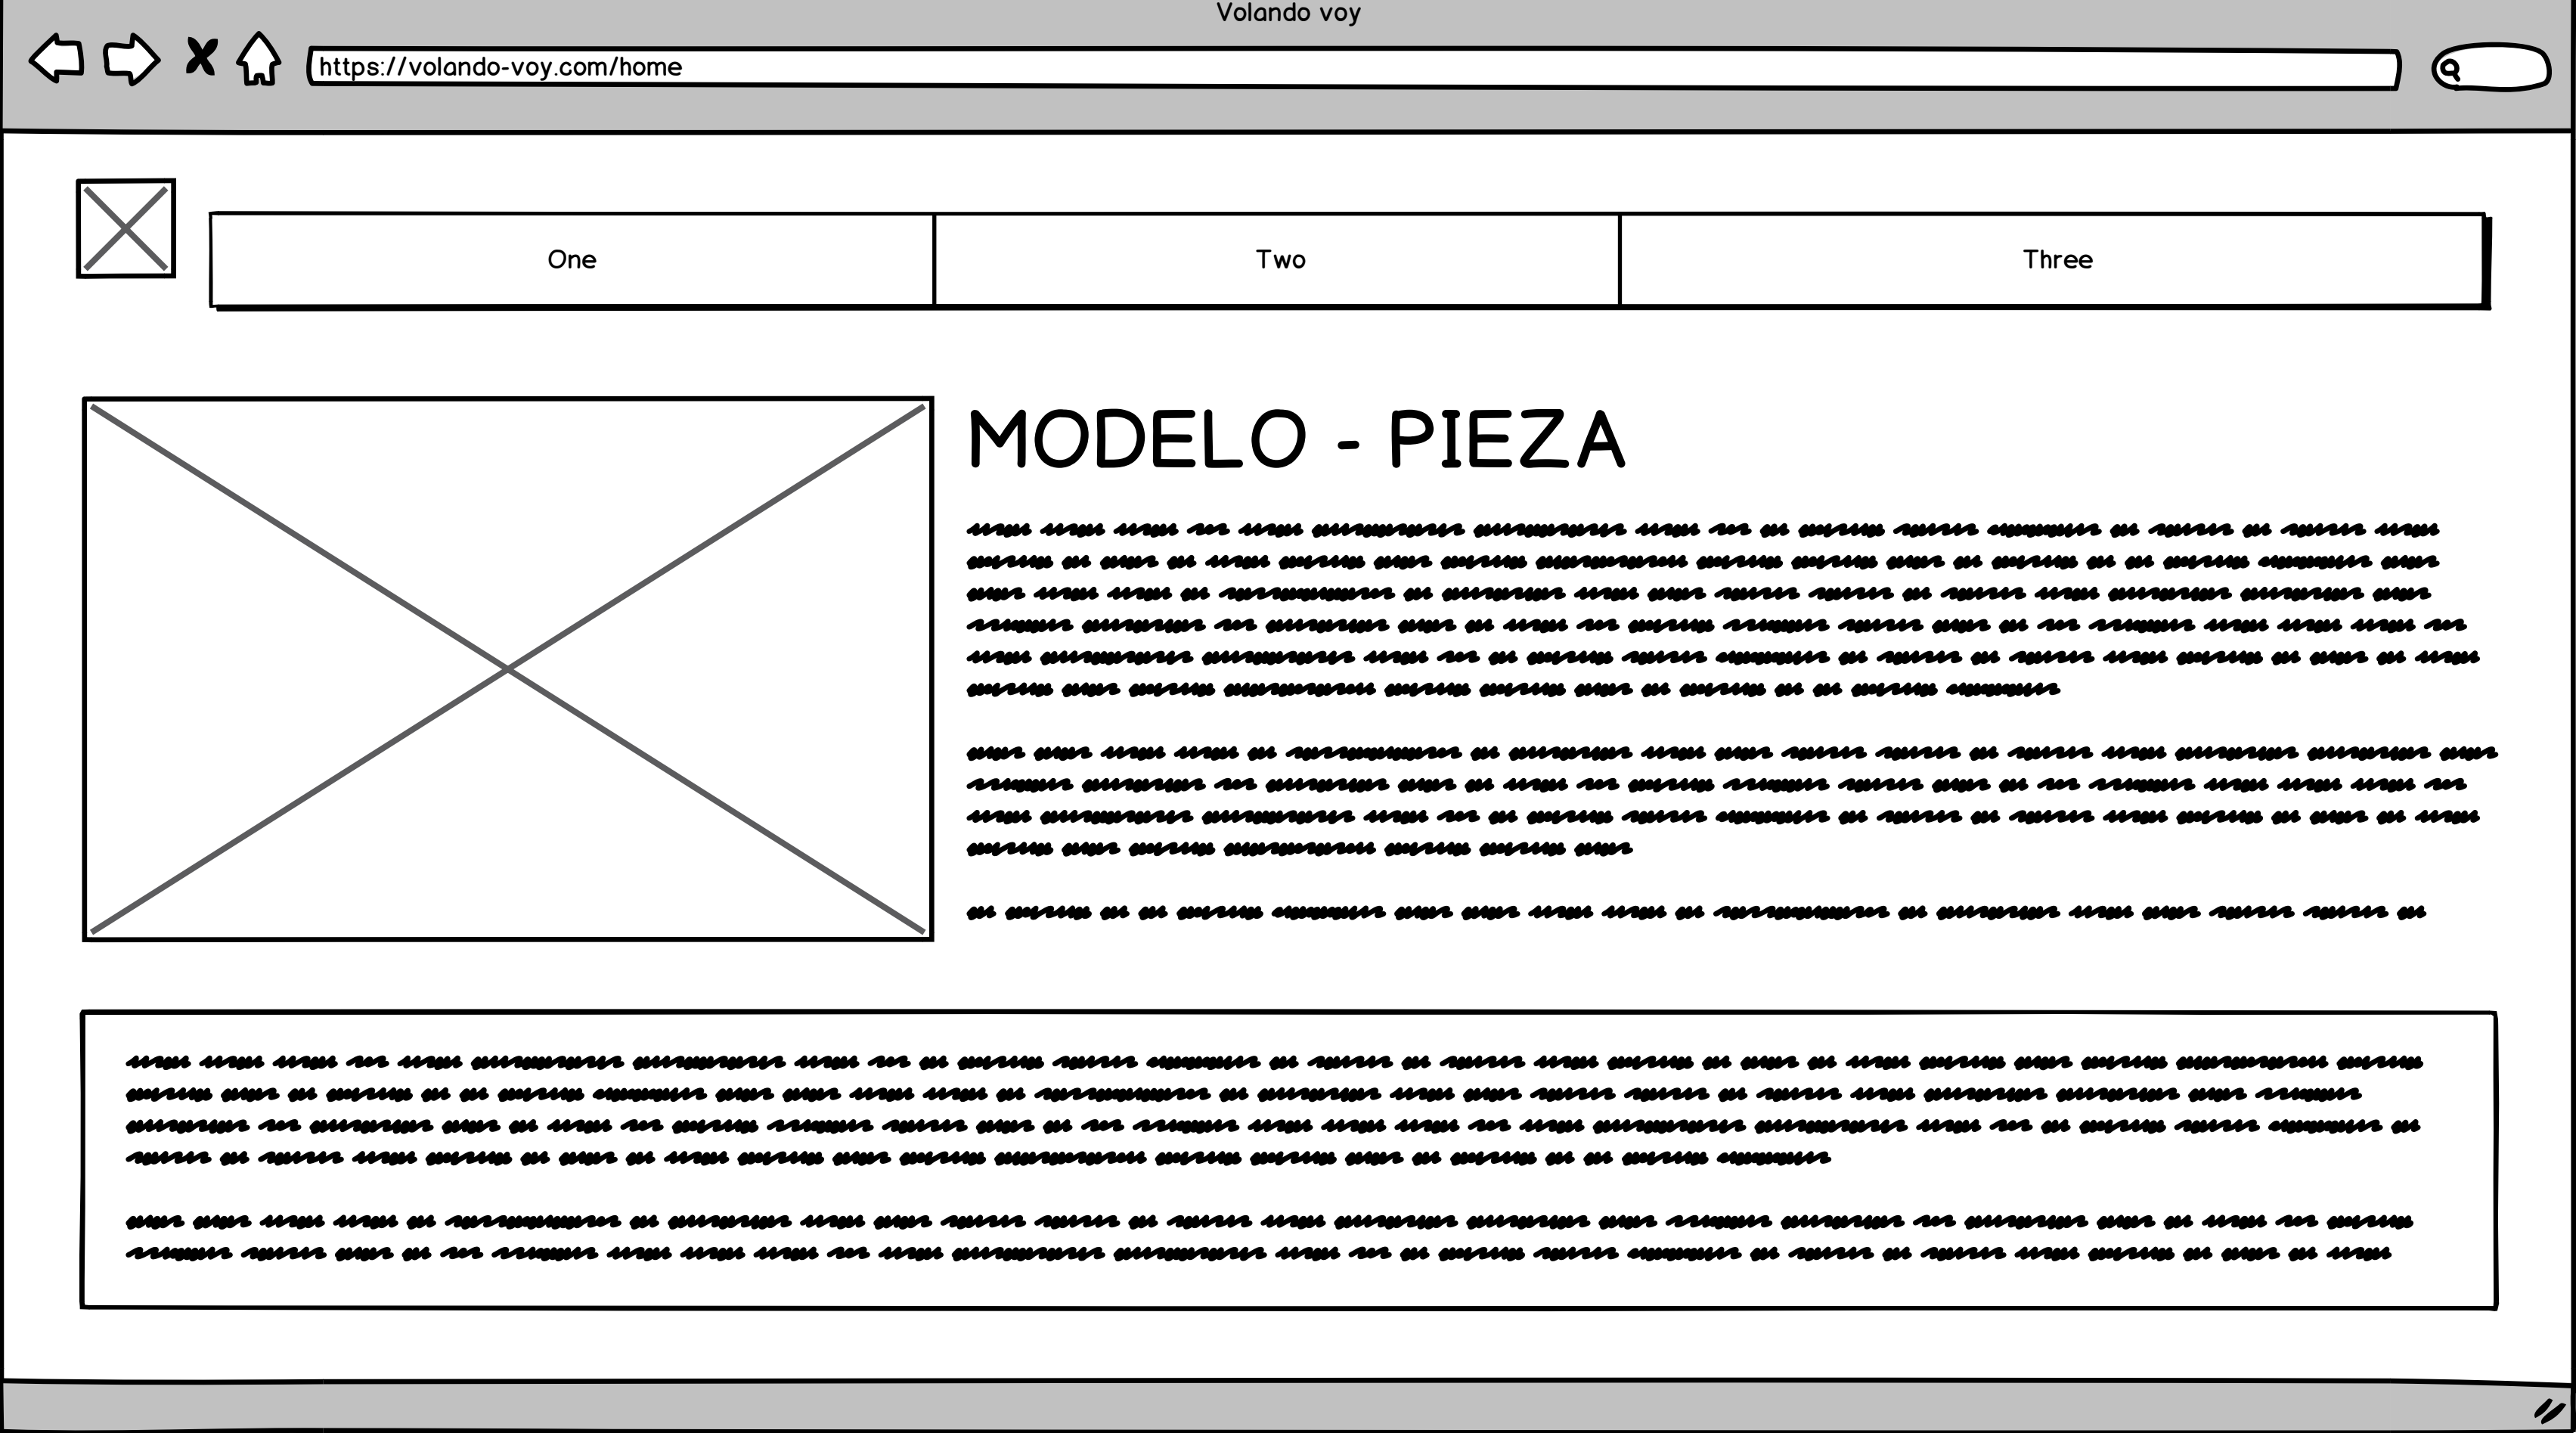 Volando voy
https://volando-voy.com/home
One
Two
Three
MODELO - PIEZA